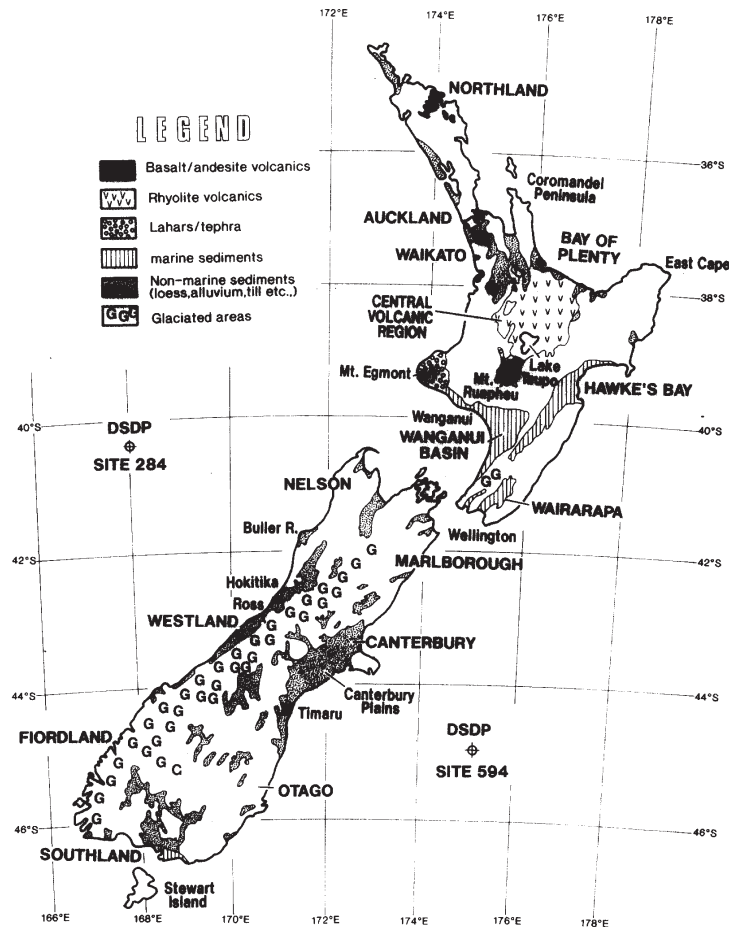 172°E
174°E
176°E
178°E
NORTHLAND
LEGEND
Basalt/andesite volcanics
Rhyolite volcanics
Lahars/tephra
marine sediments
Non-marine sediments
(loess,alluvium,till etc.,)
G G G
Glaciated areas
36°S
Coromandel
Peninsula
AUCKLAND
BAY OF
PLENTY
WAIKATO
East Cape
38°S
CENTRAL
VOLCANIC
REGION
Mt. Egmont
Lake
Taupo
Mt.
Ruapehu
HAWKE'S BAY
Wanganui
WANGANUI
BASIN
40°S
40°S
DSDP
SITE 284
G G
NELSON
WAIRARAPA
Buller R.
Wellington
42°S
42°S
MARLBOROUGH
Hokitika
Ross
WESTLAND
CANTERBURY
Canterbury
Plains
44°S
44°S
Timaru
FIORDLAND
DSDP
SITE 594
OTAGO
46°S
46°S
SOUTHLAND
Stewart
Island
166°E
168°E
170°E
172°E
174°E
176°E
178°E